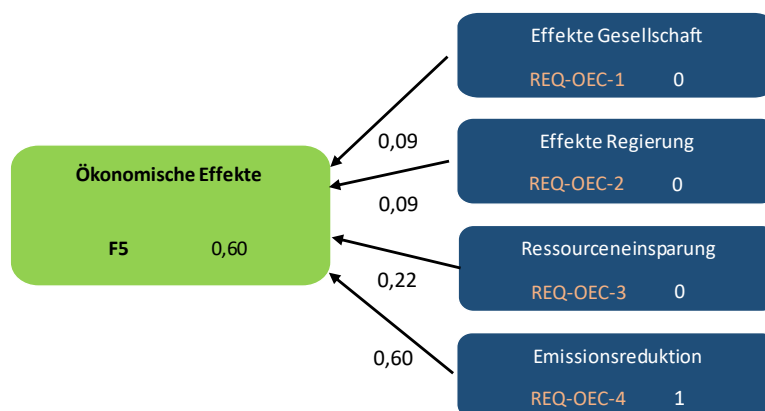 Effekte Gesellschaft
REQ-OEC-1 0
0,09
Effekte Regierung
REQ-OEC-2 0
Ökonomische Effekte
0,09
F5 0,60
Ressourceneinsparung
REQ-OEC-3 0
0,22
Emissionsreduktion
0,60
REQ-OEC-4 1